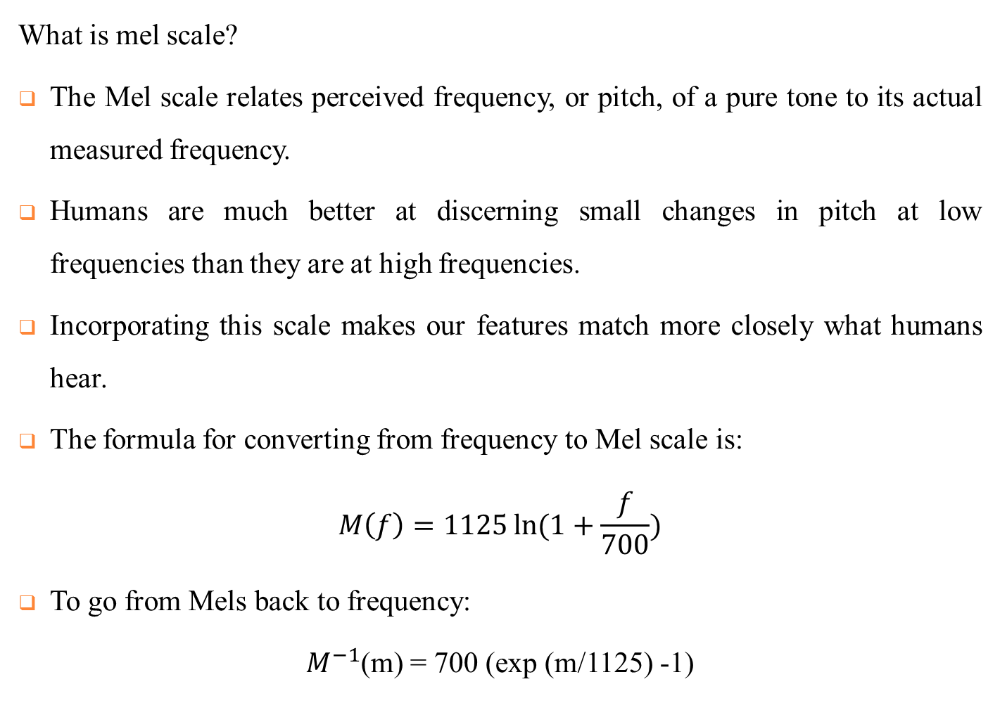 What is mel scale?
❑ The Mel scale relates perceived frequency, or pitch, of a pure tone to its actual
measured frequency.
❑ Humans are much better at discerning small changes in pitch at low
frequencies than they are at high frequencies.
❑ Incorporating this scale makes our features match more closely what humans
hear.
❑ The formula for converting from frequency to Mel scale is:
M(f) = 1125 ln(1 + f/700)
❑ To go from Mels back to frequency:
M⁻¹(m) = 700 (exp (m/1125) -1)